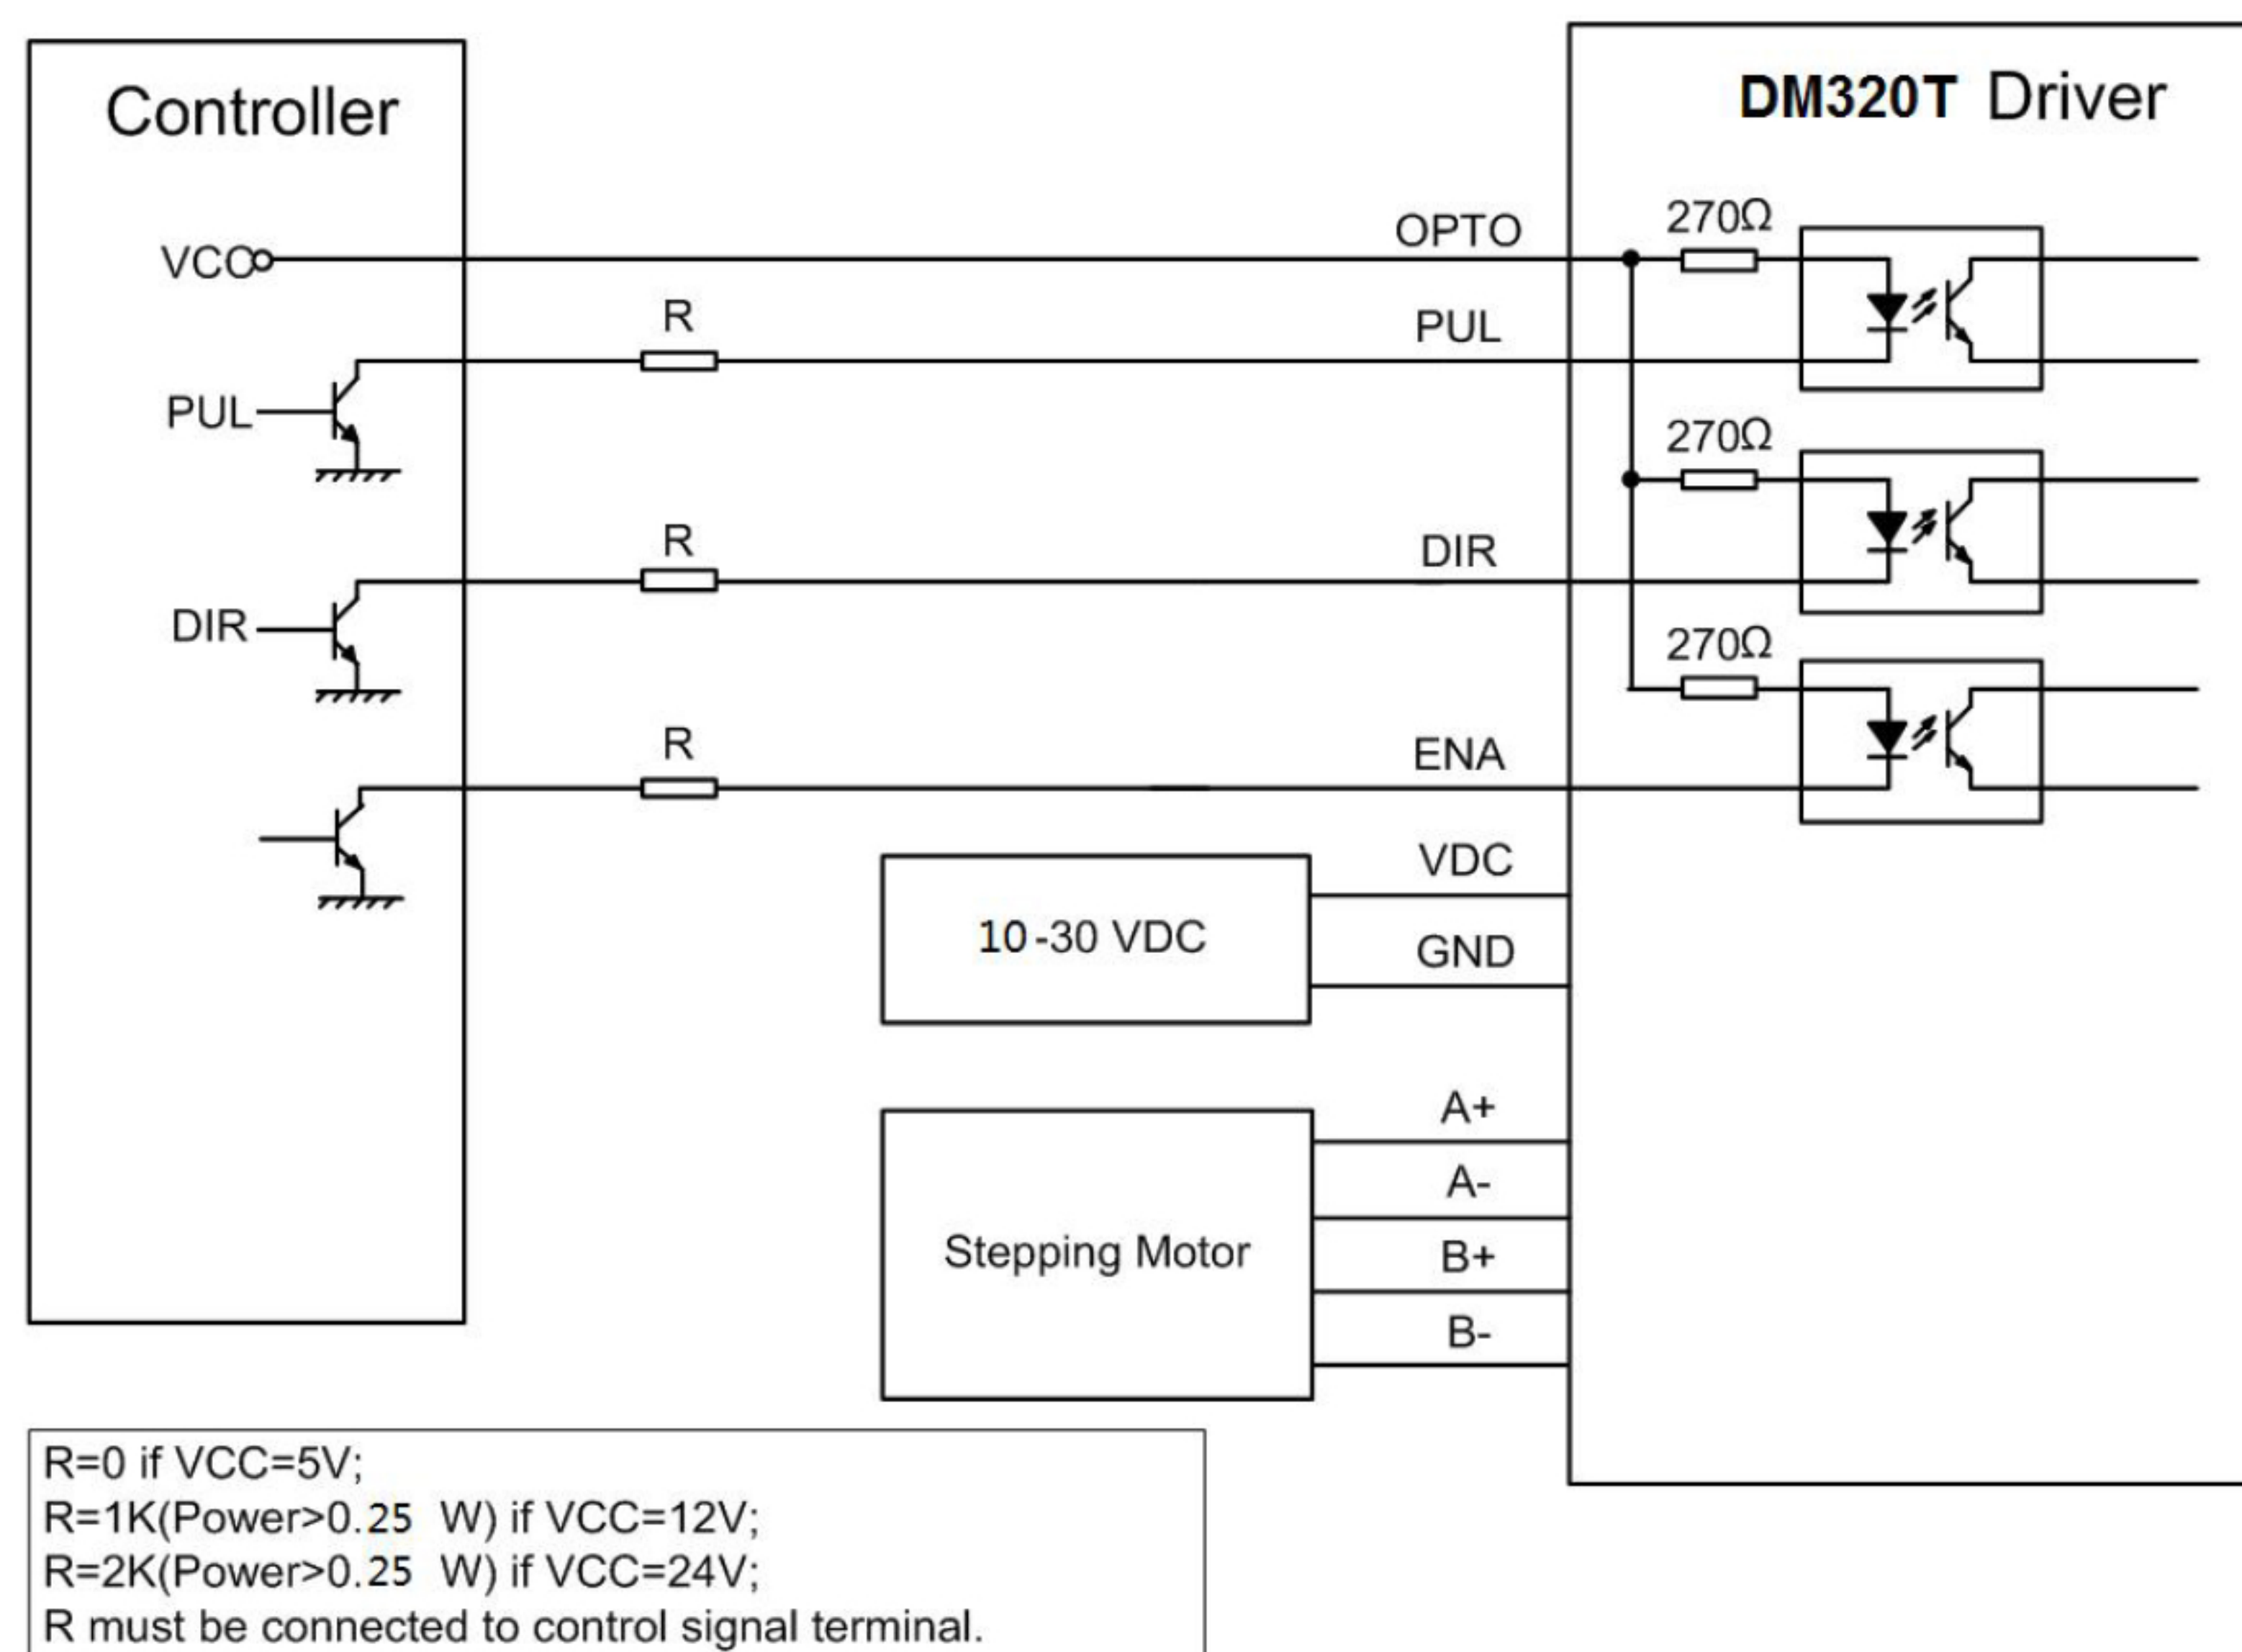 Controller
DM320T Driver
VCC
OPTO
270Ω
R
PUL
PUL
270Ω
R
DIR
DIR
270Ω
R
ENA
VDC
10-30 VDC
GND
A+
A-
Stepping Motor
B+
B-
R=0 if VCC=5V;
R=1K(Power>0.25 W) if VCC=12V;
R=2K(Power>0.25 W) if VCC=24V;
R must be connected to control signal terminal.